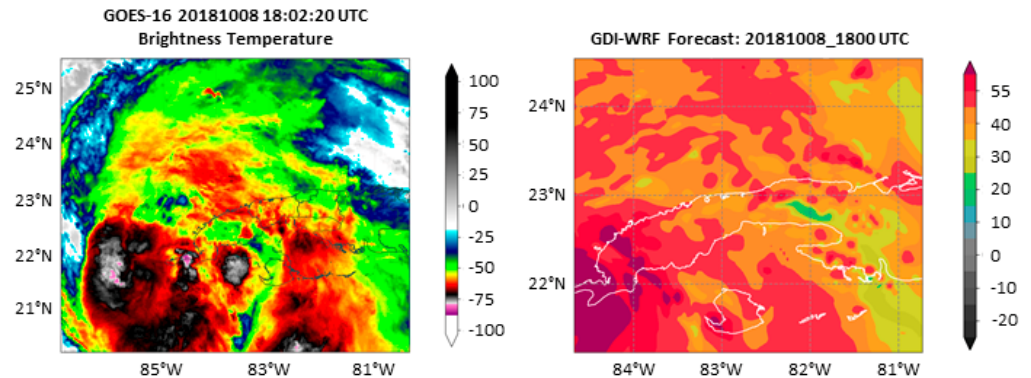 GOES-16 20181008 18:02:20 UTC
Brightness Temperature
25°N
24°N
23°N
22°N
21°N
85°W
83°W
81°W
100
75
50
25
0
-25
-50
-75
-100
GDI-WRF Forecast: 20181008_1800 UTC
24°N
23°N
22°N
84°W
83°W
82°W
81°W
55
40
30
20
10
0
-10
-20